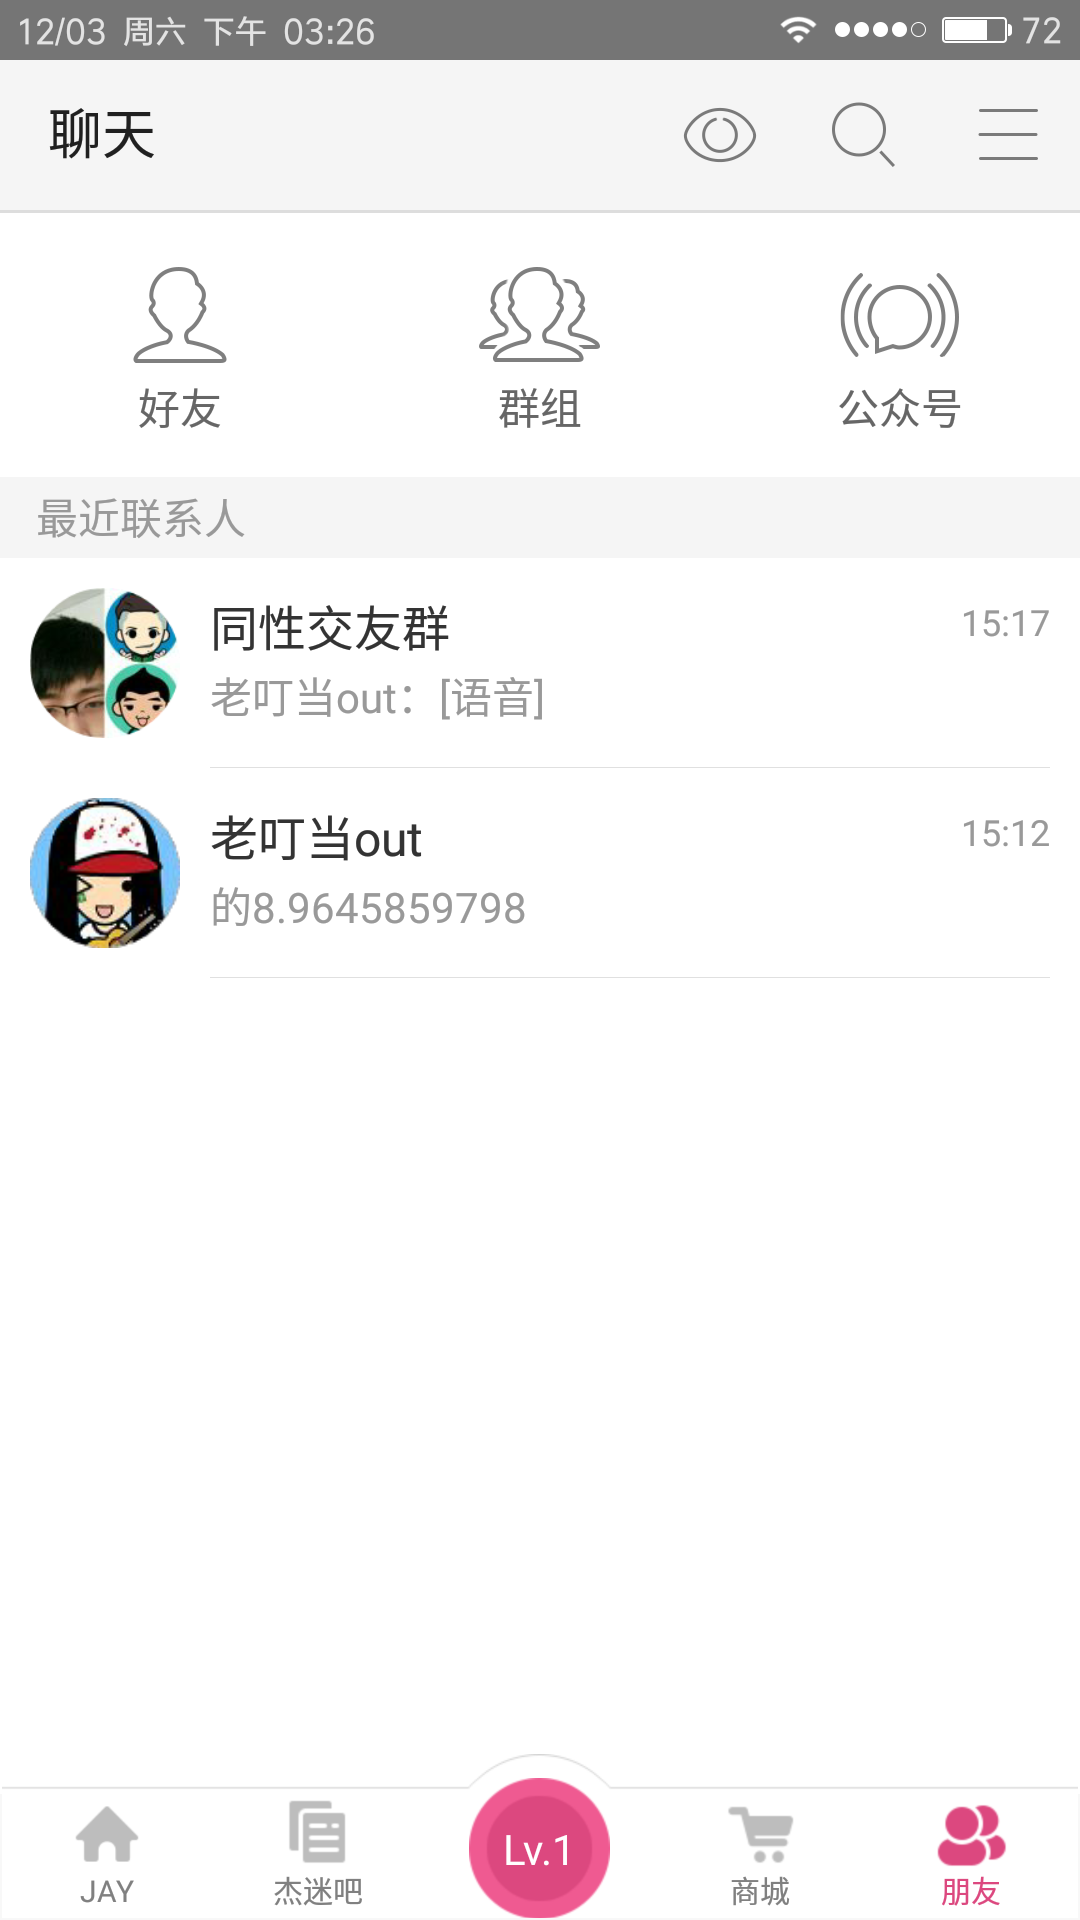 12/03 周六 下午 03:26 72
聊天
好友 群组 公众号
最近联系人
同性交友群 15:17
老叮当out：[语音]
老叮当out 15:12
的8.9645859798
Lv.1
JAY 杰迷吧 商城 朋友